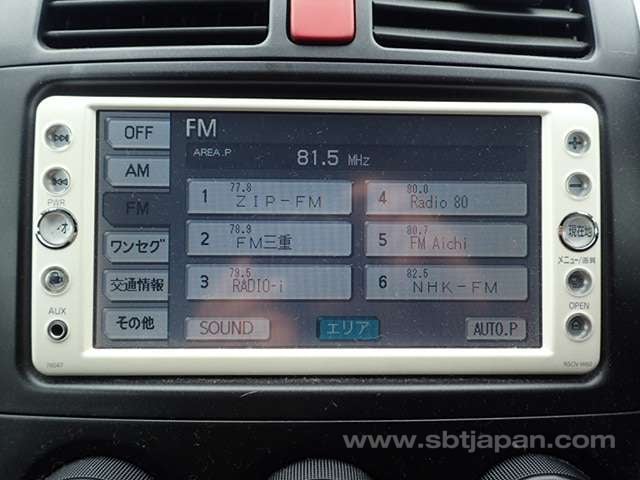 OFF
FM
AREA.P
81.5 MHz
AM
FM
1 77.8 ZIP-FM
4 80.0 Radio 80
2 78.9 FM三重
5 80.7 FM Aichi
3 79.5 RADIO-i
6 82.5 NHK-FM
ワンセグ
交通情報
その他
SOUND
エリア
AUTO.P
PWR
AUX
現在地
メニュー/画質
OPEN
www.sbtjapan.com